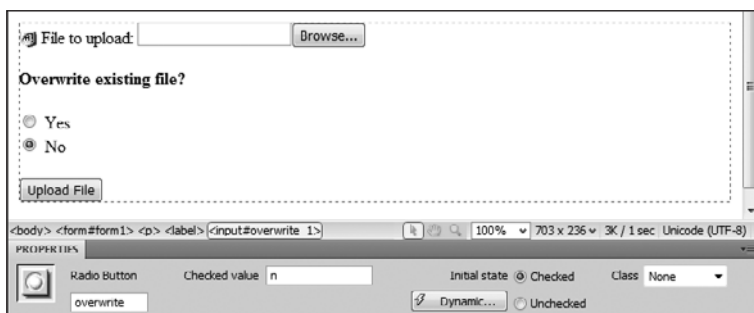 File to upload: Browse...
Overwrite existing file?
Yes
No
Upload File
<body> <form#form1> <p> <label> <input#overwrite 1> 100% 703 x 236 3K / 1 sec Unicode (UTF-8)
PROPERTIES
Radio Button Checked value n Initial state Checked Class None
overwrite Dynamic... Unchecked